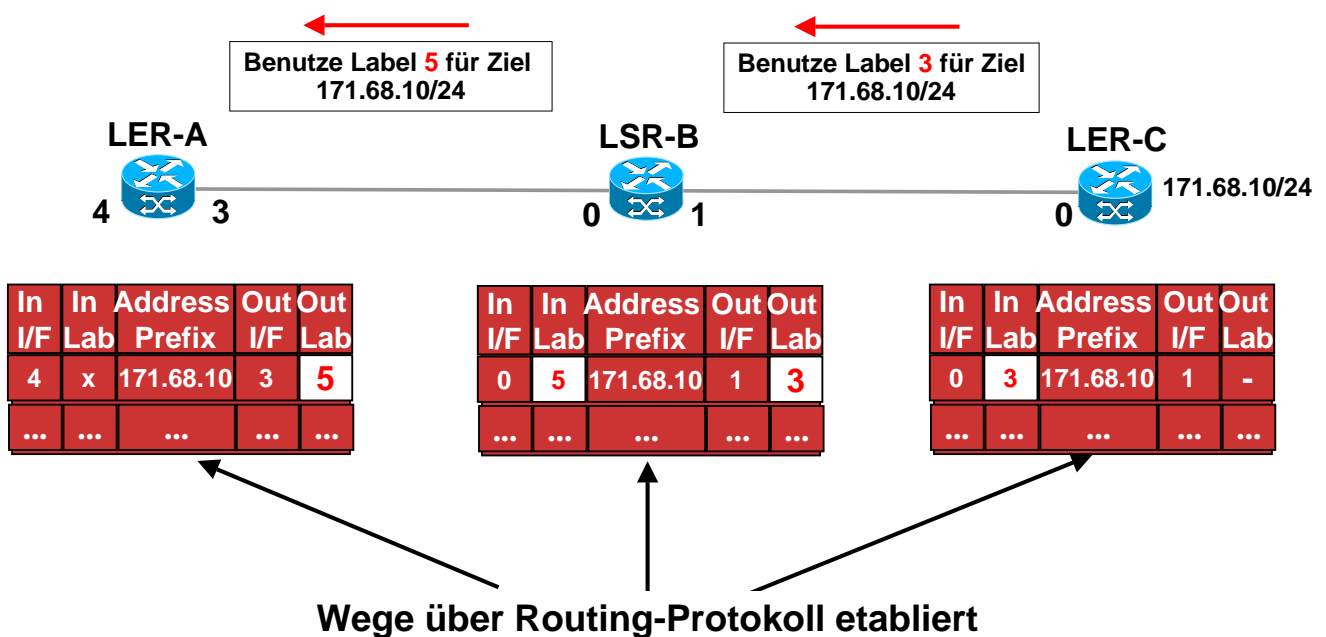 Benutze Label 5 für Ziel
171.68.10/24
Benutze Label 3 für Ziel
171.68.10/24
LER-A
LSR-B
LER-C
171.68.10/24
4 3
0 1
0
In I/F In Lab Address Prefix Out I/F Out Lab
4 x 171.68.10 3 5
... ... ... ... ...
In I/F In Lab Address Prefix Out I/F Out Lab
0 5 171.68.10 1 3
... ... ... ... ...
In I/F In Lab Address Prefix Out I/F Out Lab
0 3 171.68.10 1 -
... ... ... ... ...
Wege über Routing-Protokoll etabliert